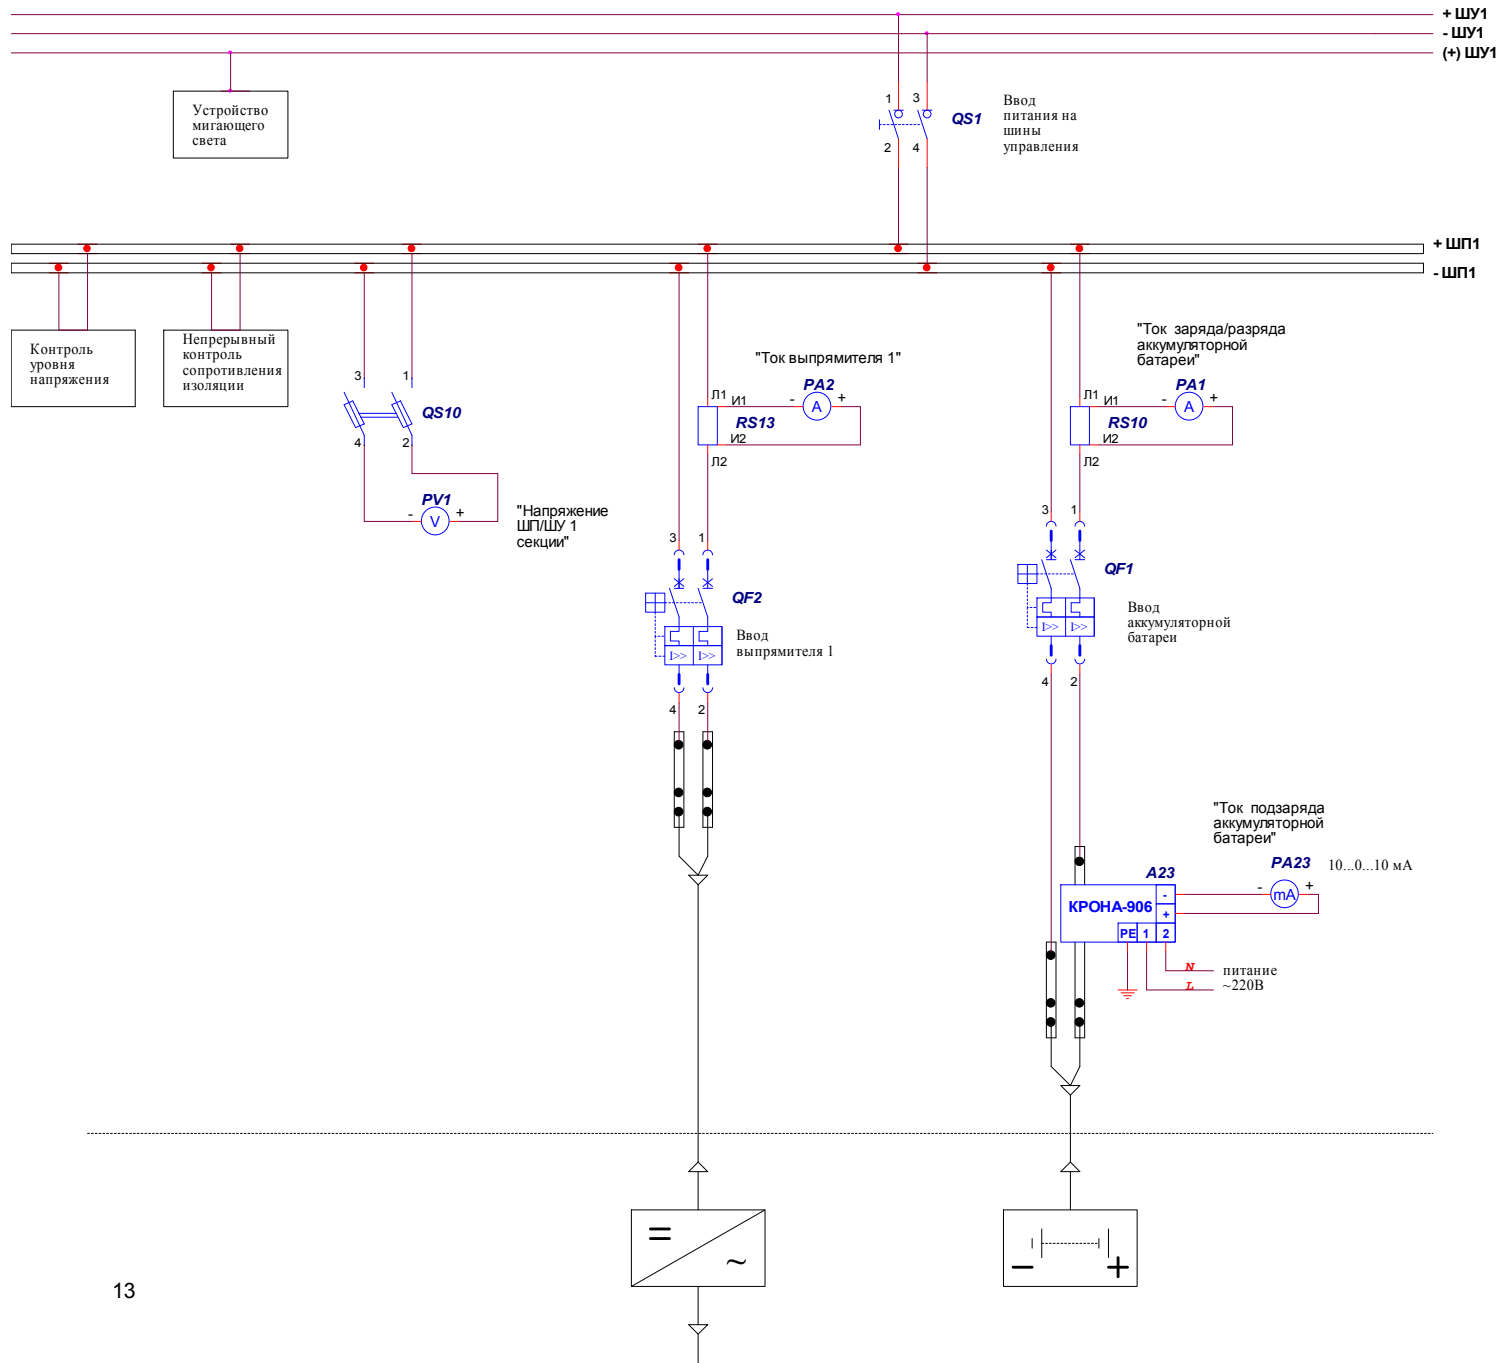 + ШУ1
- ШУ1
(+) ШУ1
Устройство
мигающего
света
1
3
QS1
2
4
Ввод
питания на
шины
управления
+ ШП1
- ШП1
Контроль
уровня
напряжения
Непрерывный
контроль
сопротивления
изоляции
3
1
QS10
4
2
PV1
-
V
+
"Напряжение
ШП/ШУ 1
секции"
"Ток выпрямителя 1"
PA2
Л1
И1
-
A
+
RS13
И2
Л2
3
1
QF2
I>>
I>>
Ввод
выпрямителя 1
4
2
"Ток заряда/разряда
аккумуляторной
батареи"
PA1
Л1
И1
-
A
+
RS10
И2
Л2
3
1
QF1
I>>
I>>
Ввод
аккумуляторной
батареи
4
2
"Ток подзаряда
аккумуляторной
батареи"
PA23
10...0...10 мА
-
mA
+
A23
КРОНА-906
-
+
PE
1
2
N
L
питание
~220В
=
~
−
+
13